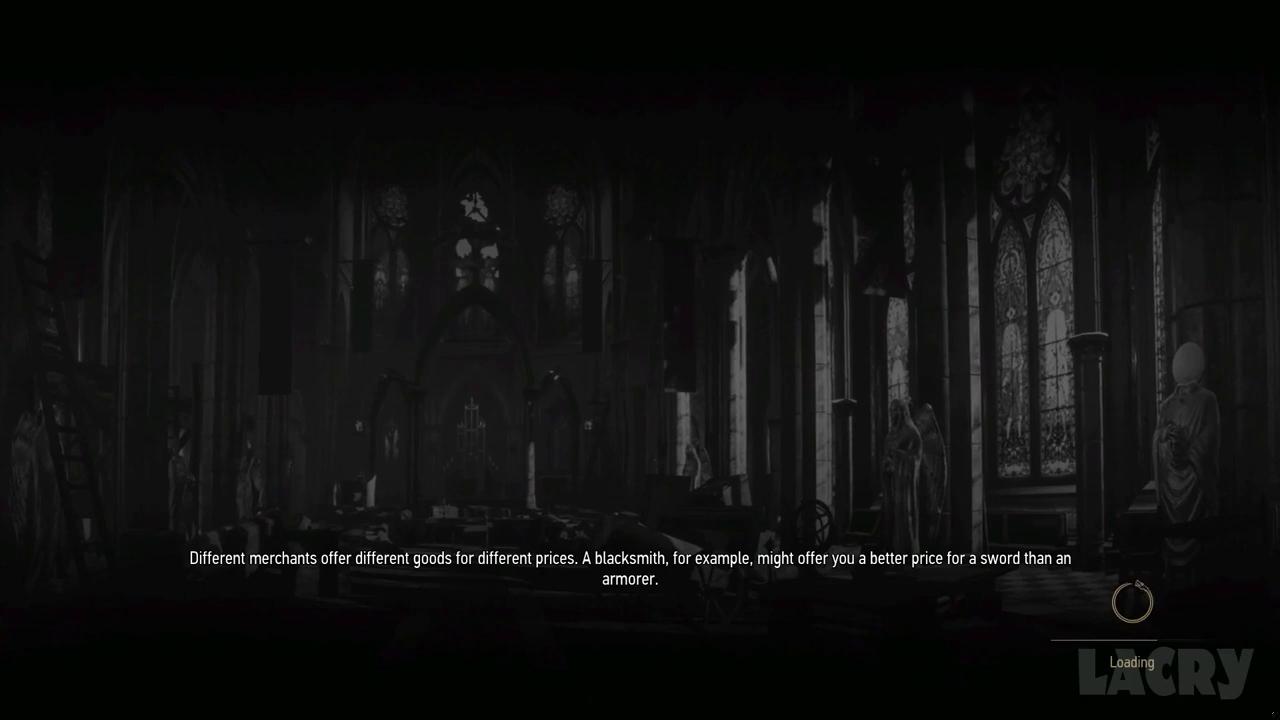 Different merchants offer different goods for different prices. A blacksmith, for example, might offer you a better price for a sword than an
armorer.
Loading
LACRY